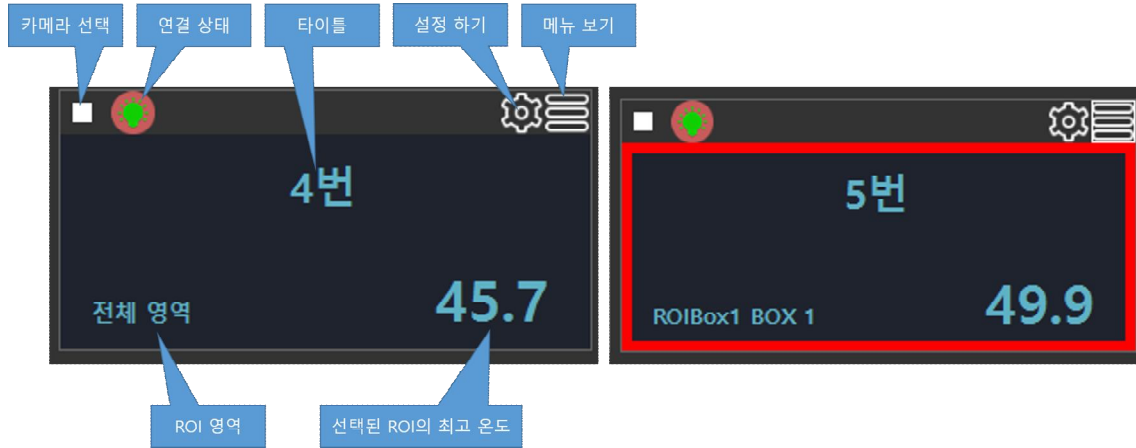 카메라 선택
연결 상태
타이틀
설정 하기
메뉴 보기
4번
전체 영역
45.7
5번
ROIBox1 BOX 1
49.9
ROI 영역
선택된 ROI의 최고 온도